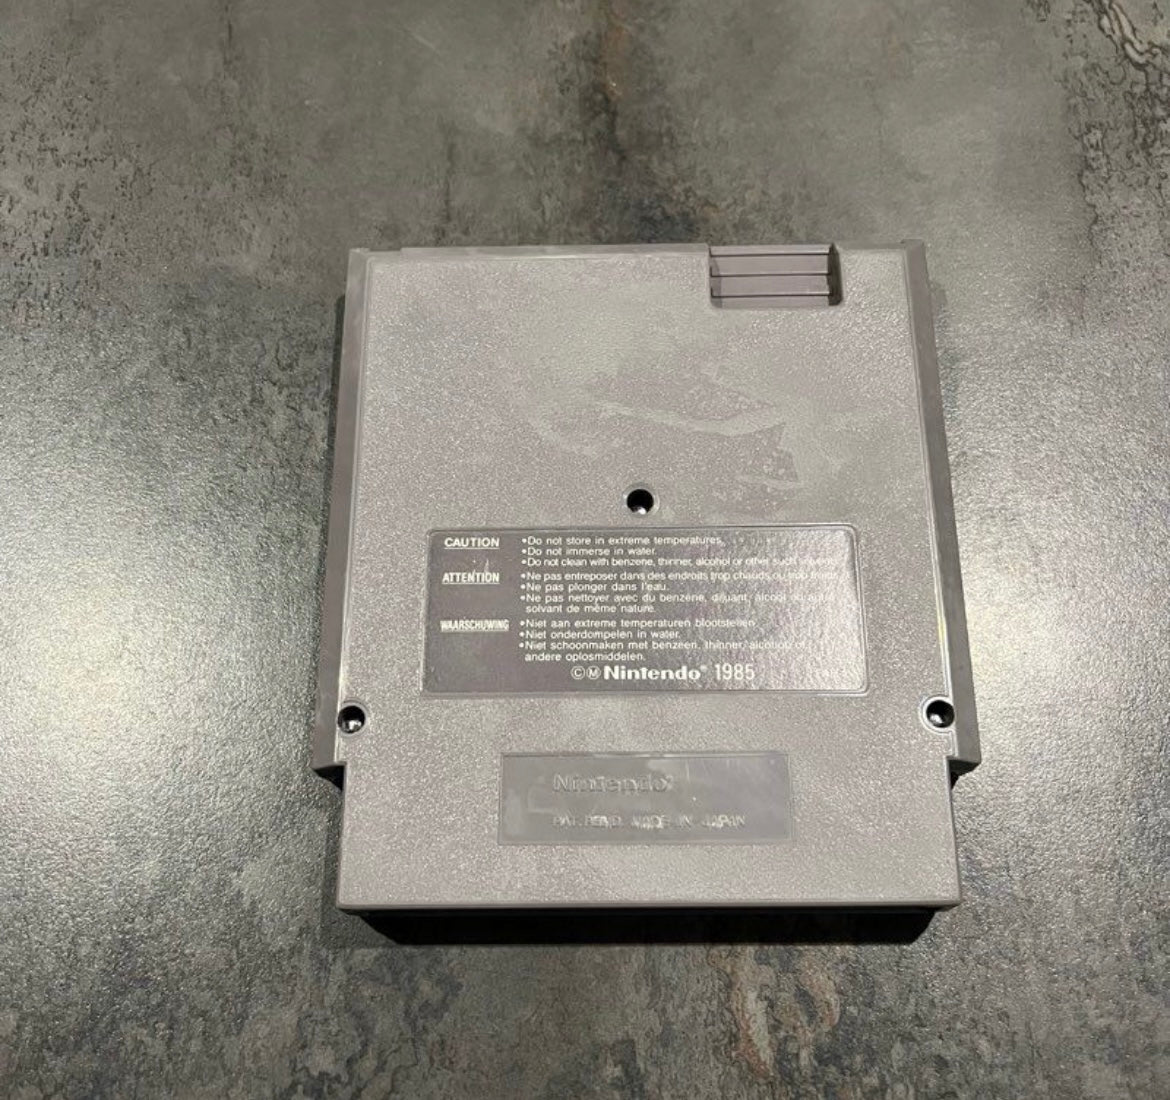 CAUTION •Do not store in extreme temperatures.
•Do not immerse in water.
•Do not clean with benzene, thinner, alcohol or other such
ATTENTION •Ne pas entreposer dans des endroits trop chauds ou trop froids.
•Ne pas plonger dans l'eau.
•Ne pas nettoyer avec du benzene, diluant, alcool ou autre
solvant de même nature.
WAARSCHUWING •Niet aan extreme temperaturen blootstellen.
•Niet onderdompelen in water.
•Niet schoonmaken met benzeen, thinner, alcohol of
andere oplosmiddelen.
©Ⓜ Nintendo® 1985
Nintendo®
PAT. PEND. MADE IN JAPAN